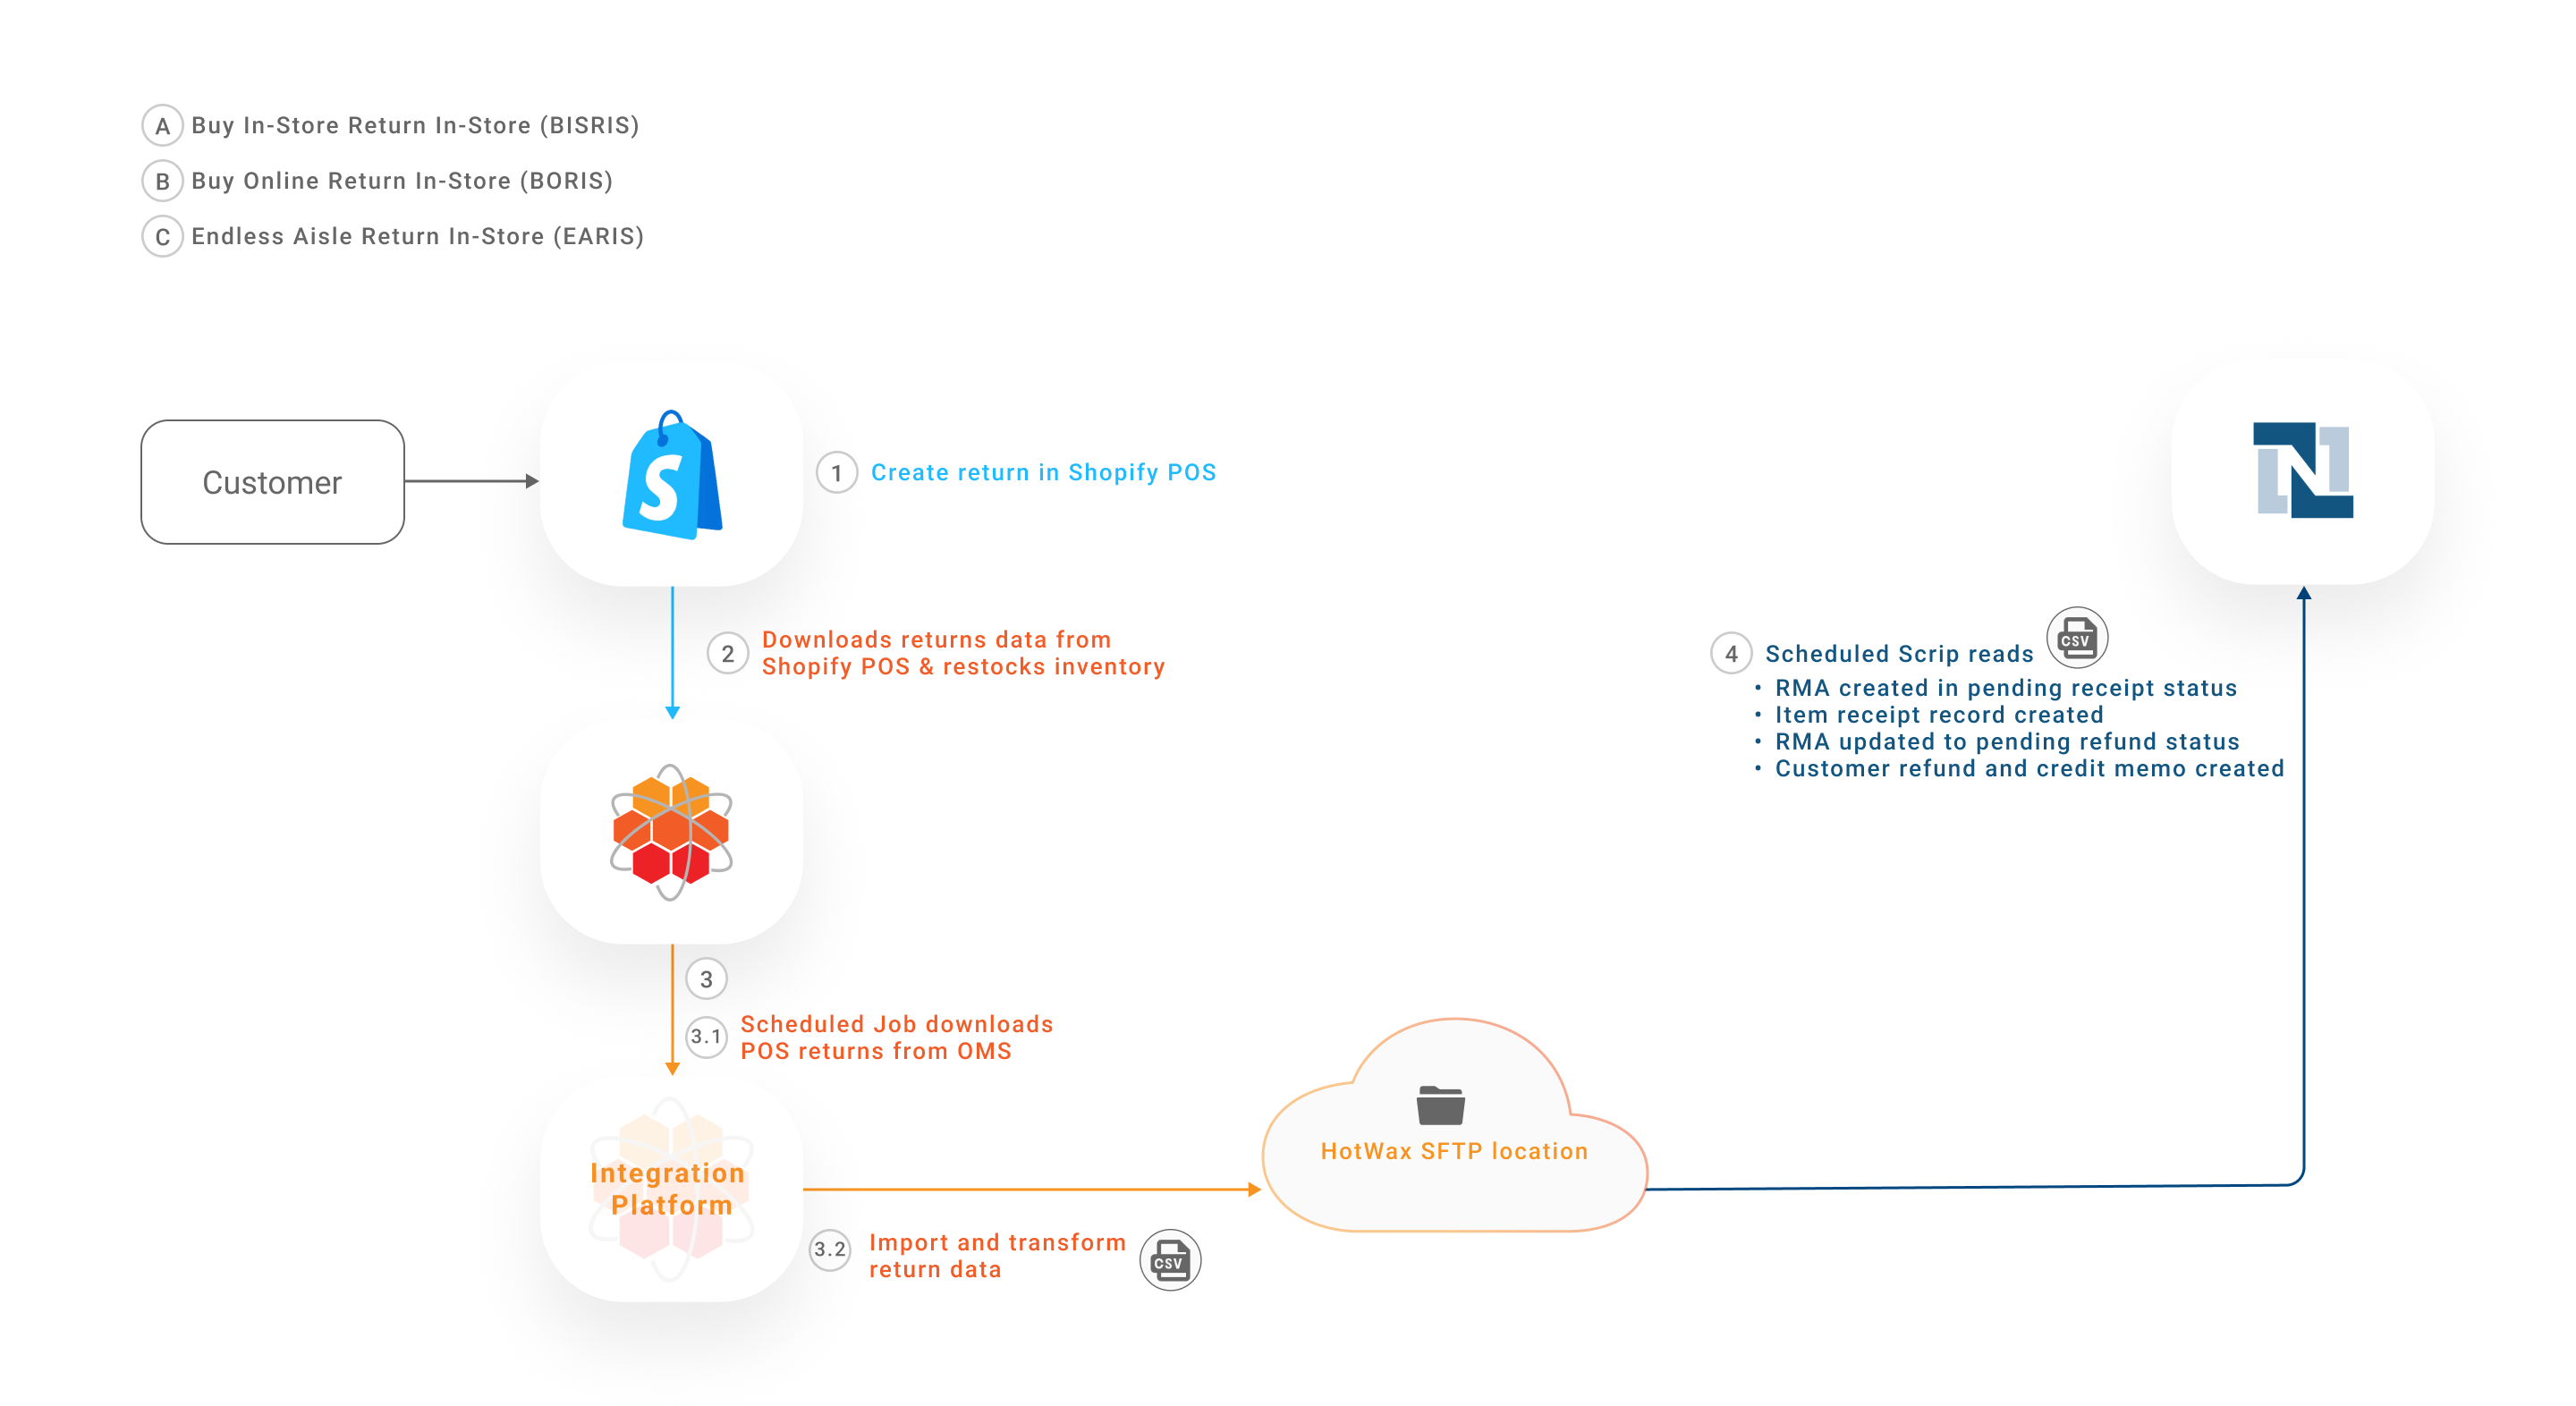 A Buy In-Store Return In-Store (BISRIS)
B Buy Online Return In-Store (BORIS)
C Endless Aisle Return In-Store (EARIS)
Customer
S
1 Create return in Shopify POS
N
2 Downloads returns data from
Shopify POS & restocks inventory
4 Scheduled Scrip reads CSV
• RMA created in pending receipt status
• Item receipt record created
• RMA updated to pending refund status
• Customer refund and credit memo created
3
3.1 Scheduled Job downloads
POS returns from OMS
Integration
Platform
HotWax SFTP location
3.2 Import and transform
return data
CSV